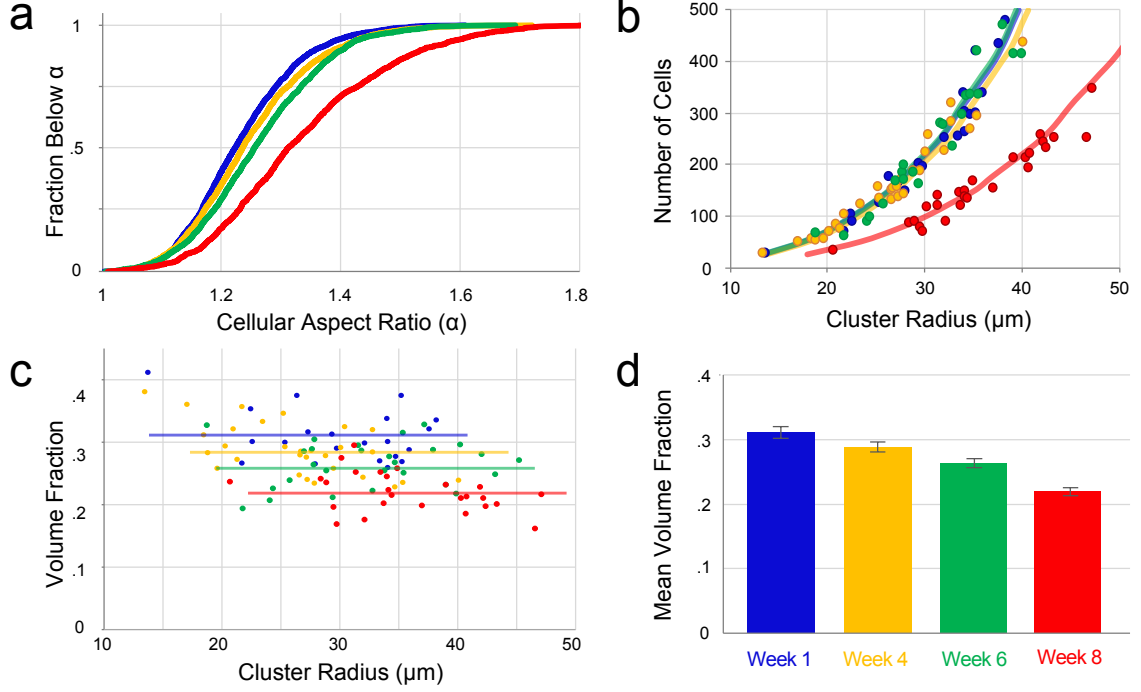 a
Fraction Below α
1
.5
0
1
1.2
1.4
1.6
1.8
Cellular Aspect Ratio (α)
b
Number of Cells
500
400
300
200
100
0
10
20
30
40
50
Cluster Radius (µm)
c
Volume Fraction
.4
.3
.2
.1
0
10
20
30
40
50
Cluster Radius (µm)
d
Mean Volume Fraction
.4
.3
.2
.1
0
Week 1
Week 4
Week 6
Week 8